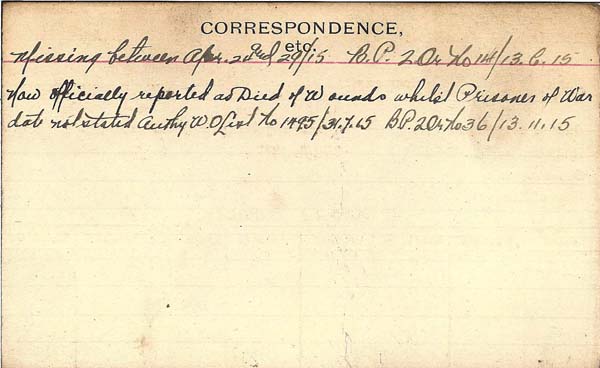 CORRESPONDENCE,
etc.
Missing between Apr. 22nd 29/15 B.P. 2 Or No 14/13.6.15
Now officially reported as Died of Wounds whilst Prisoner of War
date not stated Authy W.O List No 1495/31.7.15 B.P. 2 Or No 36/13.11.15